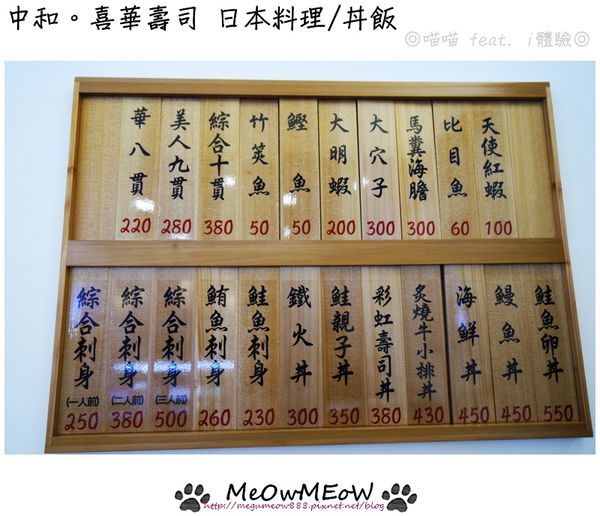 中和。喜華壽司 日本料理/丼飯
◎喵喵 feat. i體驗◎
天使紅蝦 100
比目魚 60
馬糞海膽 300
大穴子 300
大明蝦 200
鰹魚 50
竹筴魚 50
綜合十貫 380
美人九貫 280
華八貫 220
鮭魚卵丼 550
鰻魚丼 450
海鮮丼 450
炙燒牛小排丼 430
彩虹壽司丼 380
鮭親子丼 350
鐵火丼 300
鮭魚刺身 230
鮪魚刺身 260
綜合刺身 (三人前) 500
綜合刺身 (二人前) 380
綜合刺身 (一人前) 250
MeOwMEoW
http://megumeow888.pixnet.net/blog